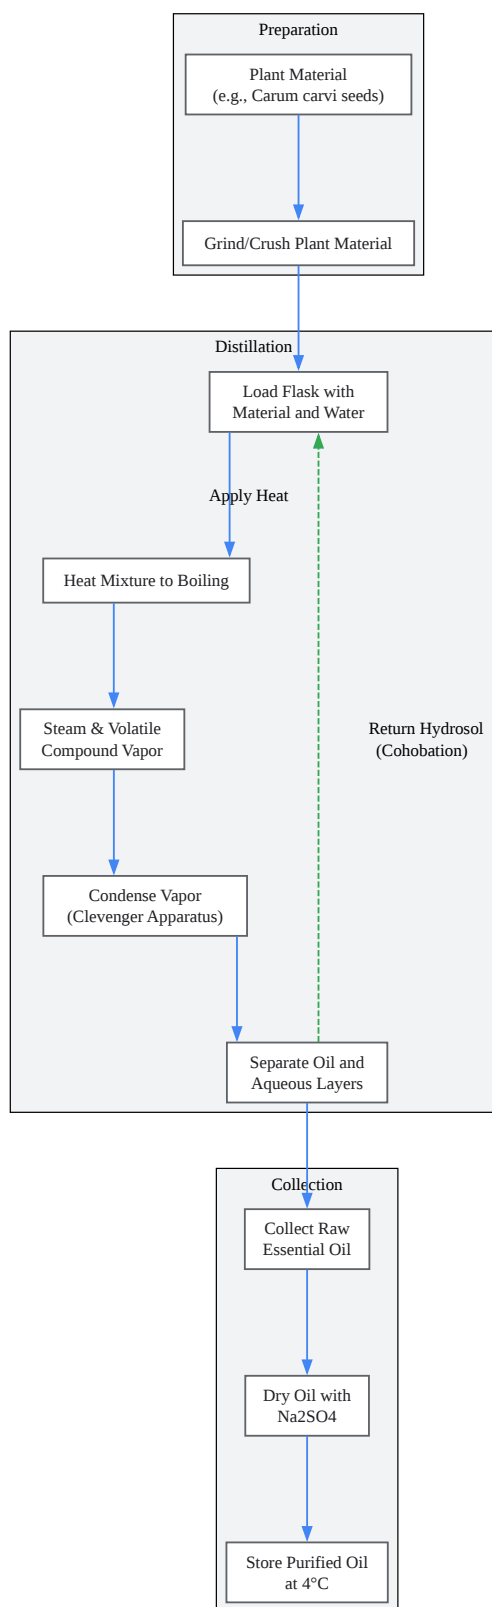 Preparation
Plant Material
(e.g., Carum carvi seeds)
Grind/Crush Plant Material
Distillation
Load Flask with
Material and Water
Apply Heat
Heat Mixture to Boiling
Steam & Volatile
Compound Vapor
Return Hydrosol
(Cohobation)
Condense Vapor
(Clevenger Apparatus)
Separate Oil and
Aqueous Layers
Collection
Collect Raw
Essential Oil
Dry Oil with
Na2SO4
Store Purified Oil
at 4°C